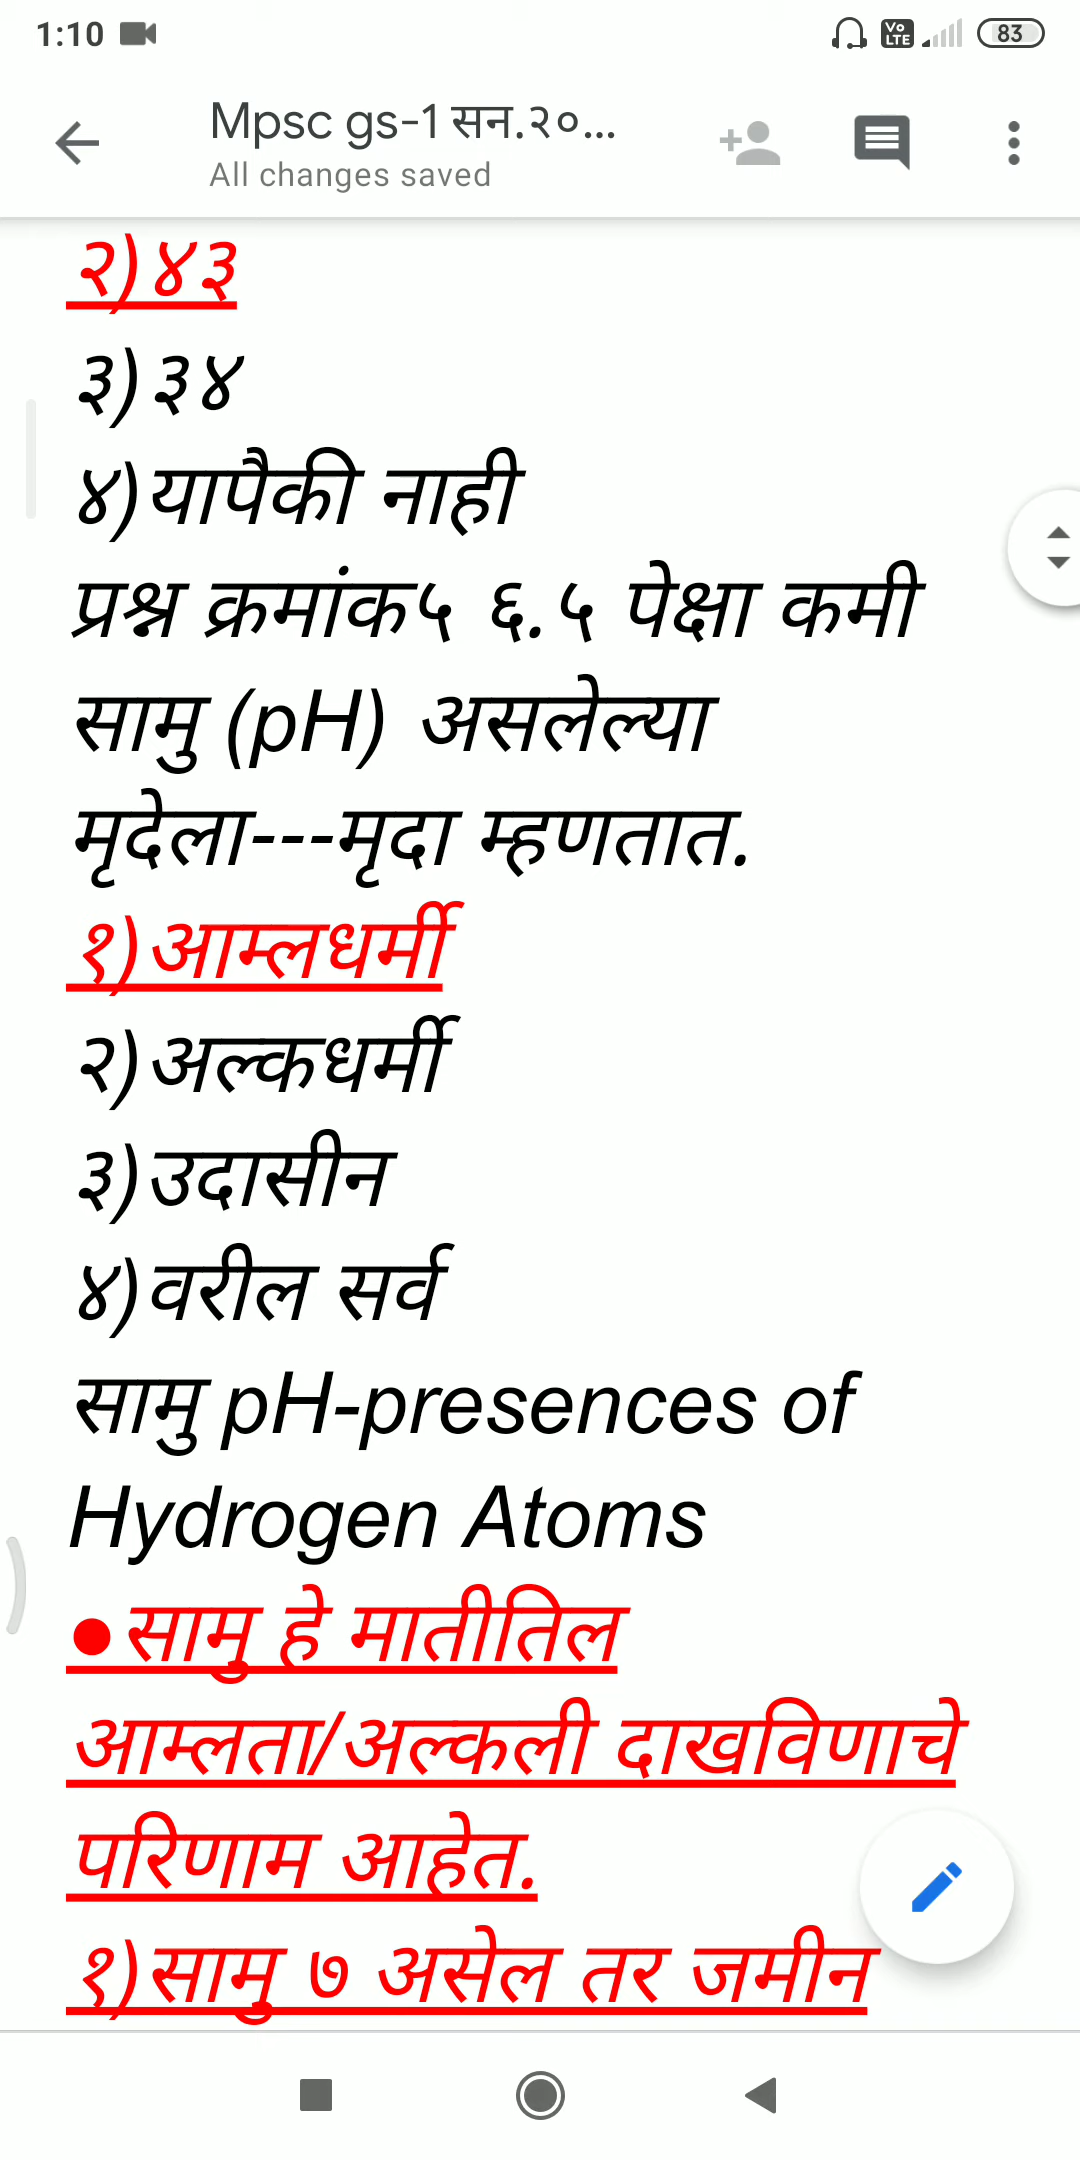 1:10
Vo LTE
83
Mpsc gs-1 सन.२०...
All changes saved
२)४३
३)३४
४)यापैकी नाही
प्रश्न क्रमांक५ ६.५ पेक्षा कमी
सामु (pH) असलेल्या
मृदेला---मृदा म्हणतात.
१)आम्लधर्मी
२)अल्कधर्मी
३)उदासीन
४)वरील सर्व
सामु pH-presences of
Hydrogen Atoms
●सामु हे मातीतिल
आम्लता/अल्कली दाखविणाचे
परिणाम आहेत.
१)सामु ७ असेल तर जमीन